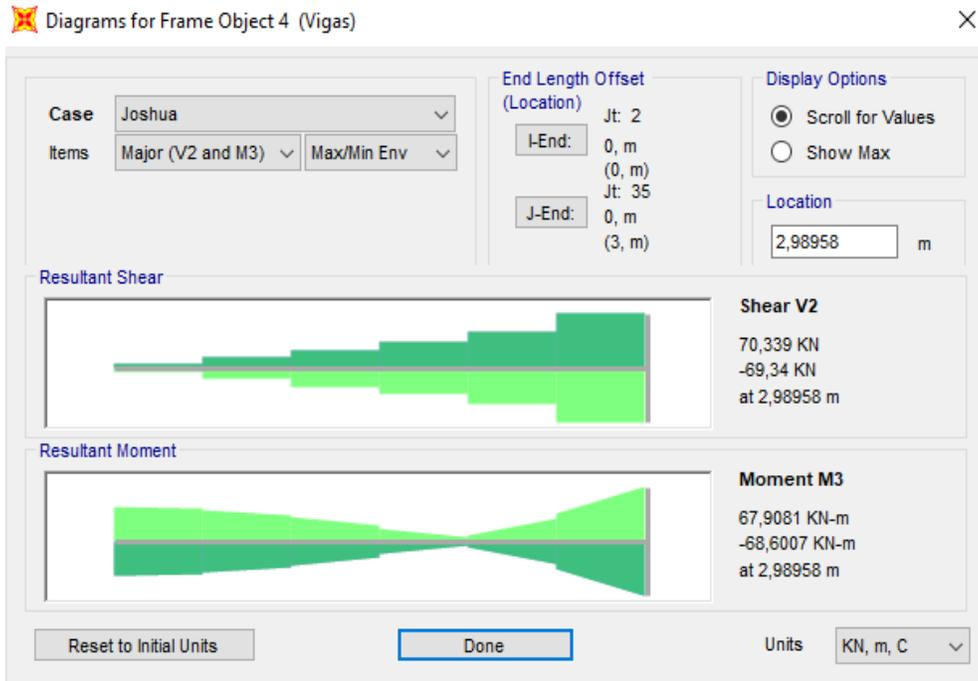 Diagrams for Frame Object 4 (Vigas)
Case Joshua
Items Major (V2 and M3) Max/Min Env
End Length Offset
(Location)
I-End:
Jt: 2
0, m
(0, m)
J-End:
Jt: 35
0, m
(3, m)
Display Options
Scroll for Values
Show Max
Location
2,98958 m
Resultant Shear
Shear V2
70,339 KN
-69,34 KN
at 2,98958 m
Resultant Moment
Moment M3
67,9081 KN-m
-68,6007 KN-m
at 2,98958 m
Reset to Initial Units
Done
Units KN, m, C